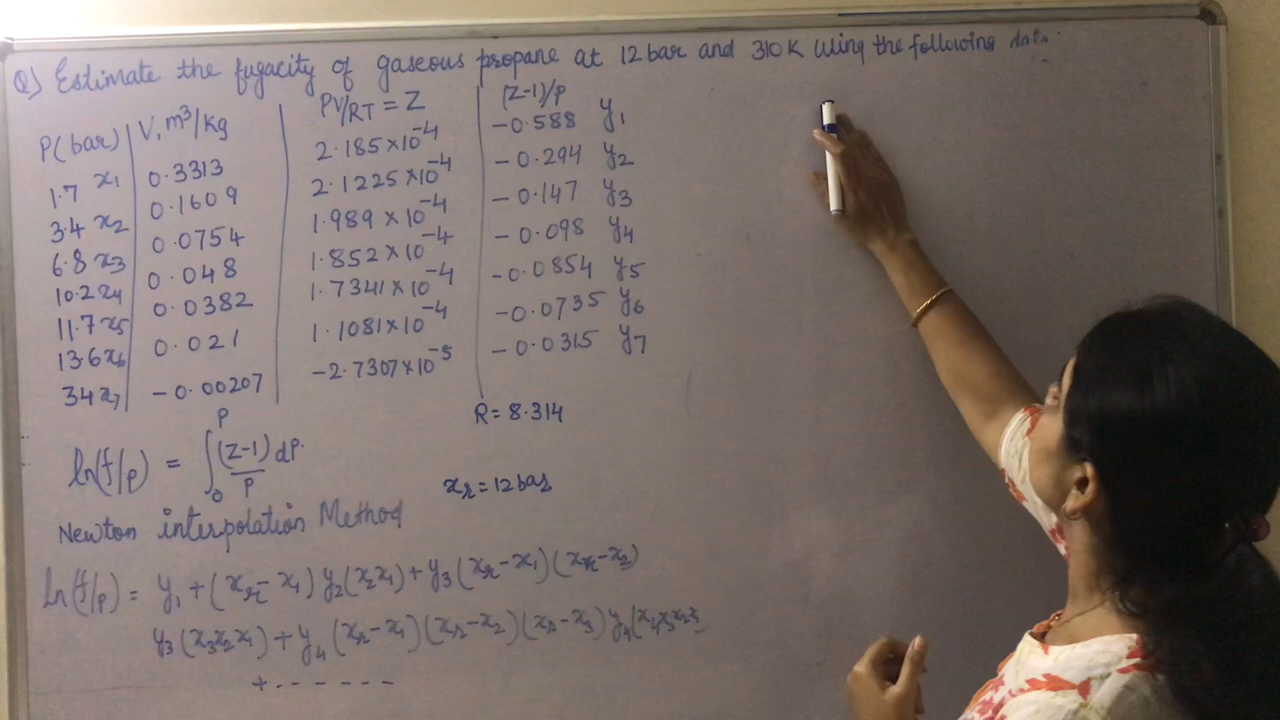 Q) Estimate the fugacity of gaseous propane at 12 bar and 310 K using the following data.
P(bar) V, m³/Kg PV/RT = Z (Z-1)/P
1.7 x₁ 0.3313 2.185×10⁻⁴ -0.588 y₁
3.4 x₂ 0.1609 2.1225×10⁻⁴ -0.294 y₂
6.8 x₃ 0.0754 1.989×10⁻⁴ -0.147 y₃
10.2 x₄ 0.048 1.852×10⁻⁴ -0.098 y₄
11.7 x₅ 0.0382 1.7341×10⁻⁴ -0.0854 y₅
13.6 x₆ 0.021 1.1081×10⁻⁴ -0.0735 y₆
34 x₇ -0.00207 -2.7307×10⁻⁵ -0.0315 y₇
R = 8.314
ln(f/p) = ∫₀ᴾ (Z-1)/P dP.
xᵣ = 12 bar
Newton interpolation Method
ln(f/p) = y₁ + (xᵣ - x₁) y₂(x₂x₁) + y₃ (xᵣ - x₁)(xᵣ - x₂)
y₃ (x₃x₂x₁) + y₄ (xᵣ - x₁)(xᵣ - x₂)(xᵣ - x₃) y₄(x₄x₃x₂x₁
+ - - - - - -